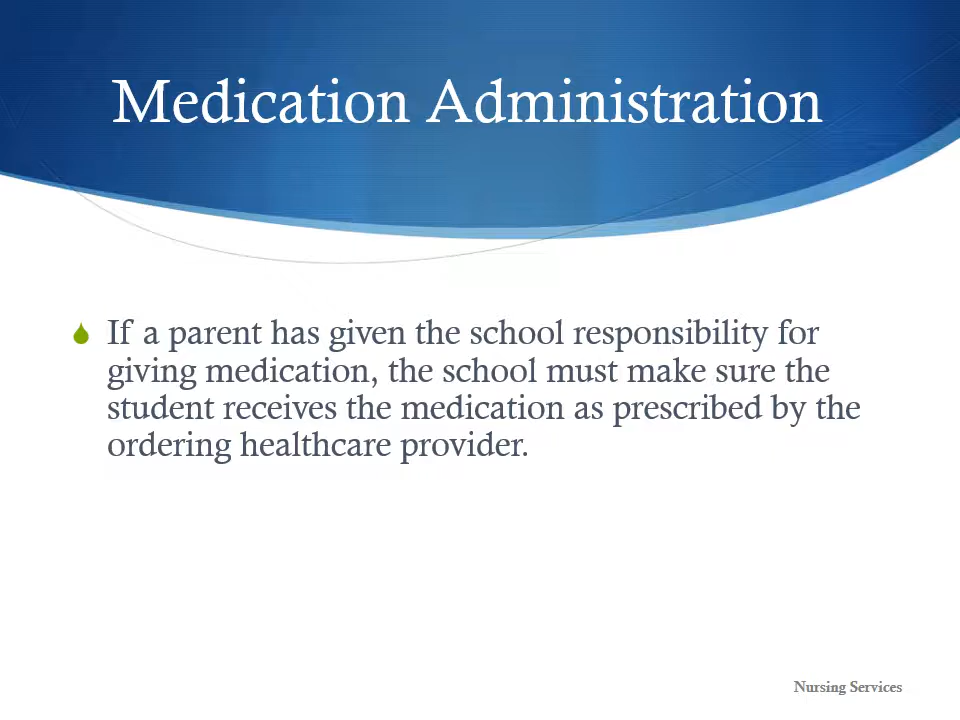 Medication Administration
If a parent has given the school responsibility for
giving medication, the school must make sure the
student receives the medication as prescribed by the
ordering healthcare provider.
Nursing Services